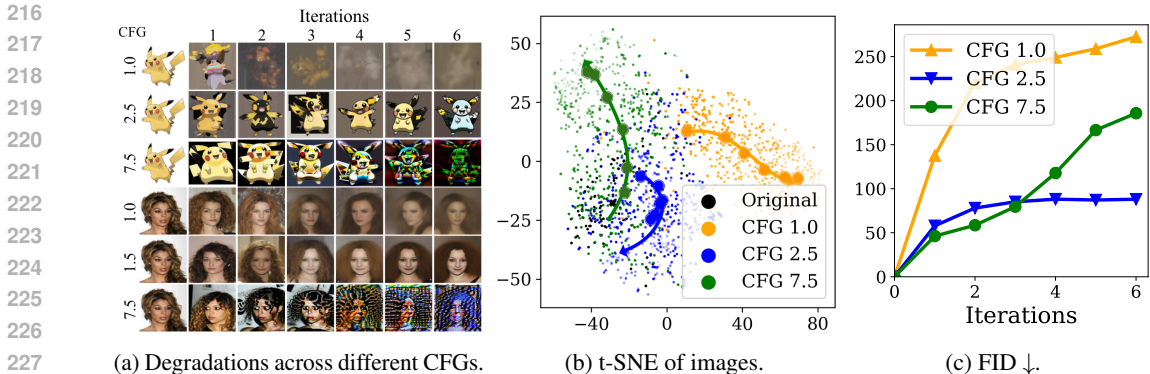 216
217
218
219
220
221
222
223
224
225
226
227
Iterations
CFG 1 2 3 4 5 6
1.0
2.5
7.5
1.0
1.5
7.5
(a) Degradations across different CFGs.
50
25
0
−25
−50
−40 0 40 80
Original
CFG 1.0
CFG 2.5
CFG 7.5
(b) t-SNE of images.
250
200
150
100
50
0
0 2 4 6
Iterations
CFG 1.0
CFG 2.5
CFG 7.5
(c) FID ↓.